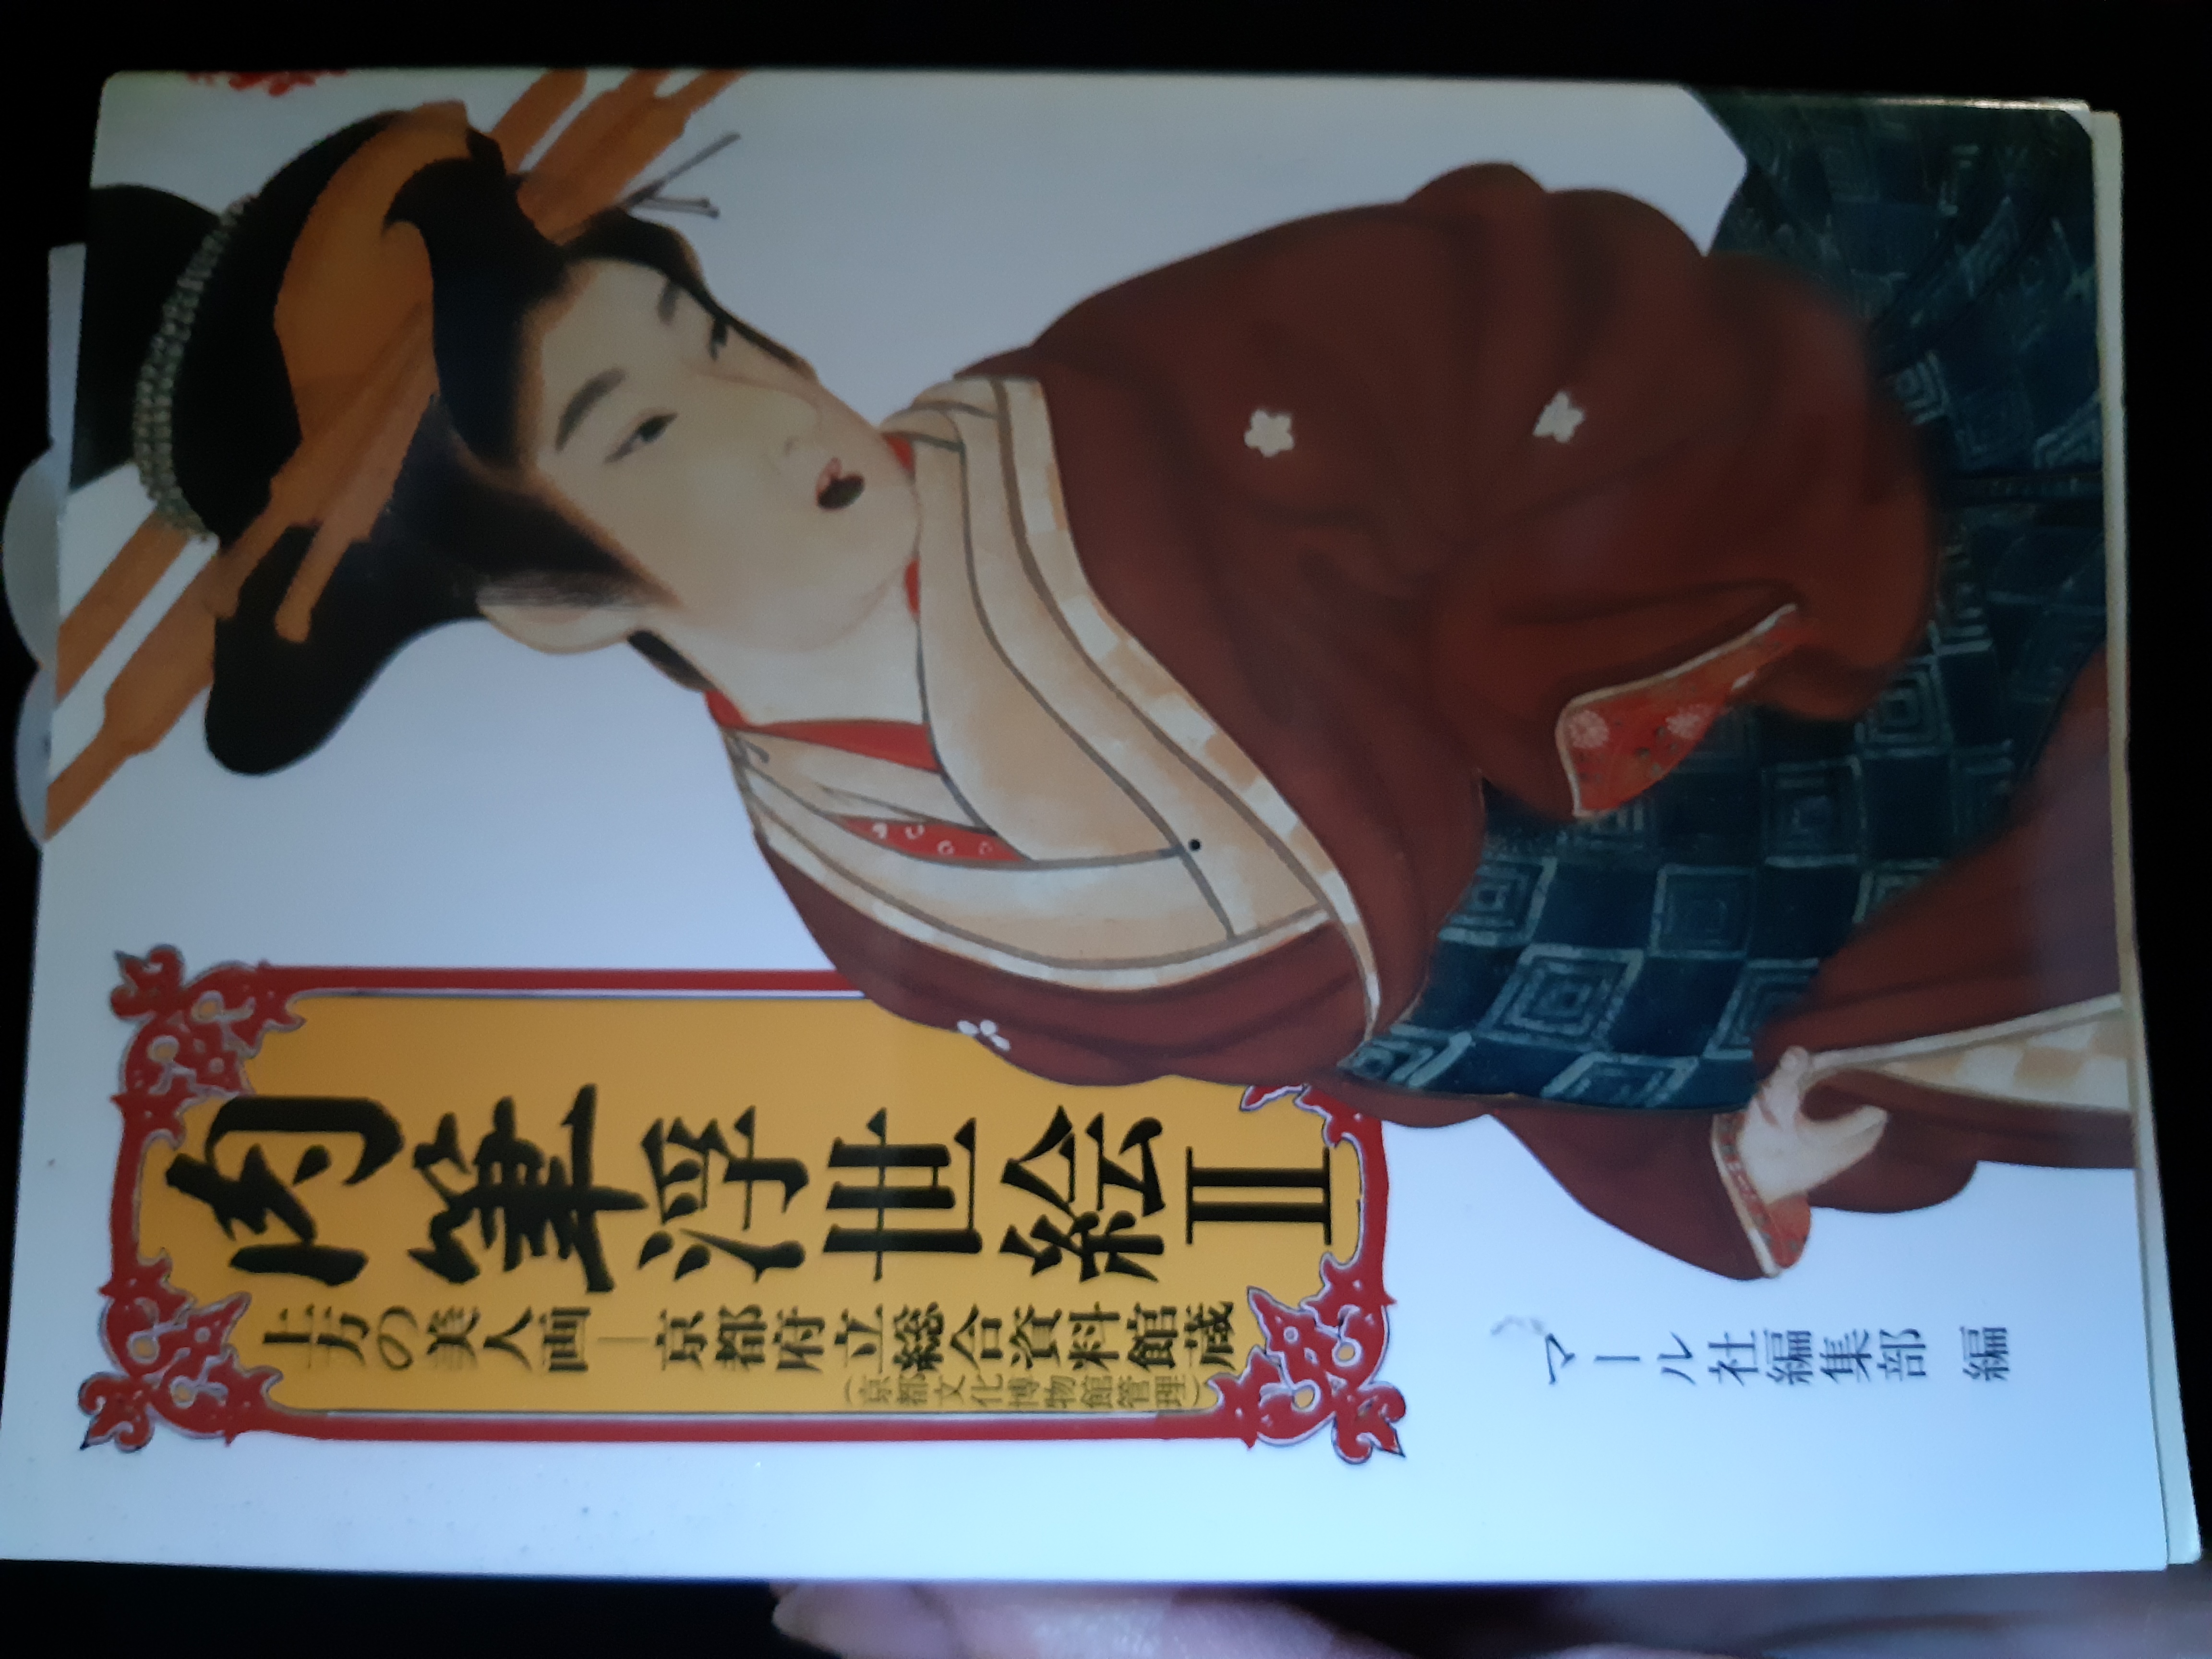 肉筆浮世絵Ⅱ
上方の美人画―京都府立総合資料館蔵
（京都文化博物館管理）
マール社編集部 編